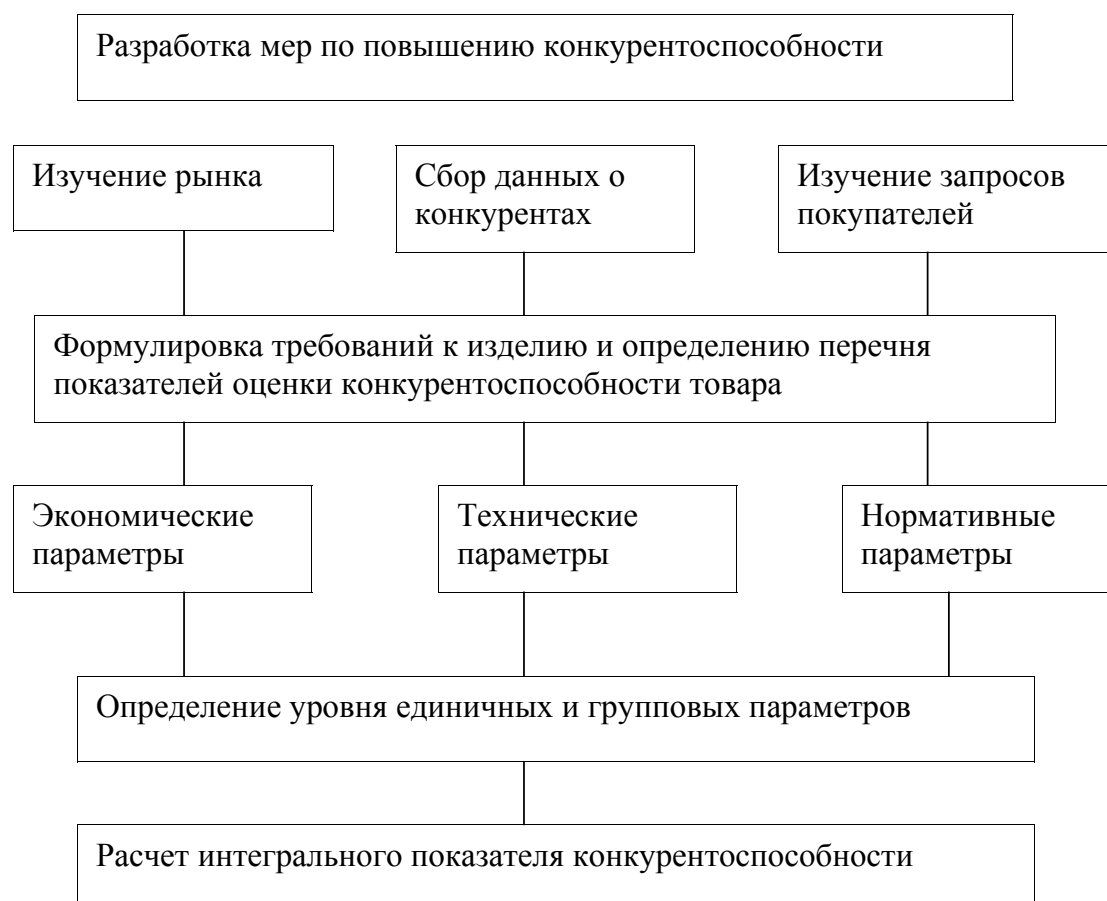 Разработка мер по повышению конкурентоспособности
Изучение рынка
Сбор данных о
конкурентах
Изучение запросов
покупателей
Формулировка требований к изделию и определению перечня
показателей оценки конкурентоспособности товара
Экономические
параметры
Технические
параметры
Нормативные
параметры
Определение уровня единичных и групповых параметров
Расчет интегрального показателя конкурентоспособности